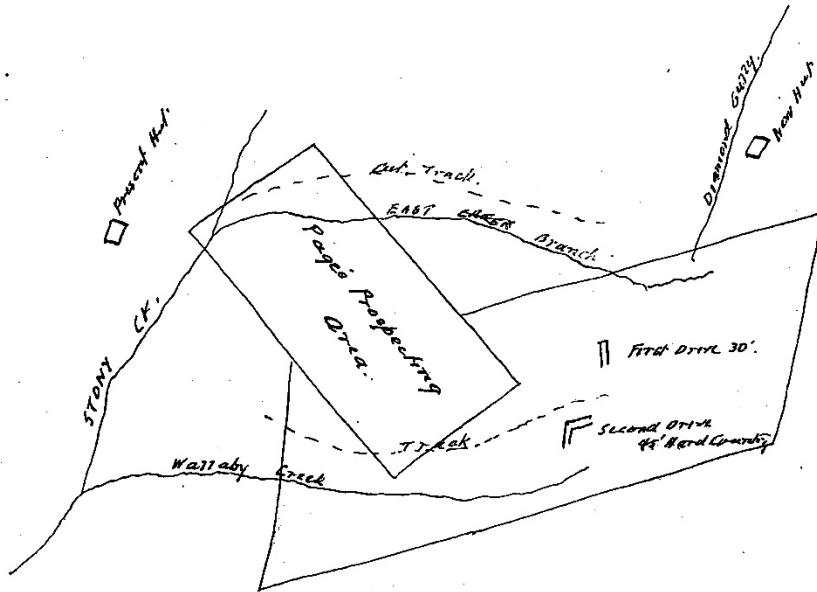 Present Hut.
Cut. Track.
DIAMOND GULLY.
New Hut
EAST CREEK Branch.
Page's Prospecting
area.
STONY CK.
First Drive 30'.
Track
Second Drive
45' Hard Country
Wallaby Creek